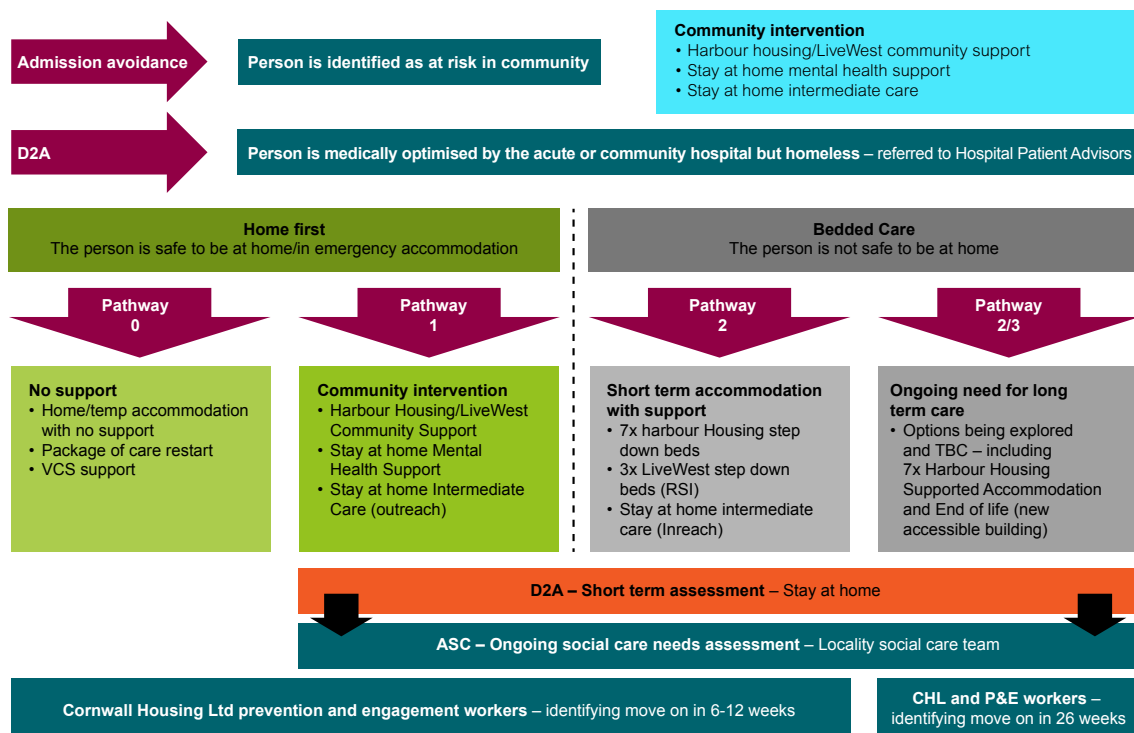 Admission avoidance
Person is identified as at risk in community
Community intervention
• Harbour housing/LiveWest community support
• Stay at home mental health support
• Stay at home intermediate care
D2A
Person is medically optimised by the acute or community hospital but homeless – referred to Hospital Patient Advisors
Home first
The person is safe to be at home/in emergency accommodation
Bedded Care
The person is not safe to be at home
Pathway
0
Pathway
1
Pathway
2
Pathway
2/3
No support
• Home/temp accommodation
with no support
• Package of care restart
• VCS support
Community intervention
• Harbour Housing/LiveWest
Community Support
• Stay at home Mental
Health Support
• Stay at home Intermediate
Care (outreach)
Short term accommodation
with support
• 7x harbour Housing step
down beds
• 3x LiveWest step down
beds (RSI)
• Stay at home intermediate
care (Inreach)
Ongoing need for long
term care
• Options being explored
and TBC – including
7x Harbour Housing
Supported Accommodation
and End of life (new
accessible building)
D2A – Short term assessment – Stay at home
ASC – Ongoing social care needs assessment – Locality social care team
Cornwall Housing Ltd prevention and engagement workers – identifying move on in 6-12 weeks
CHL and P&E workers –
identifying move on in 26 weeks